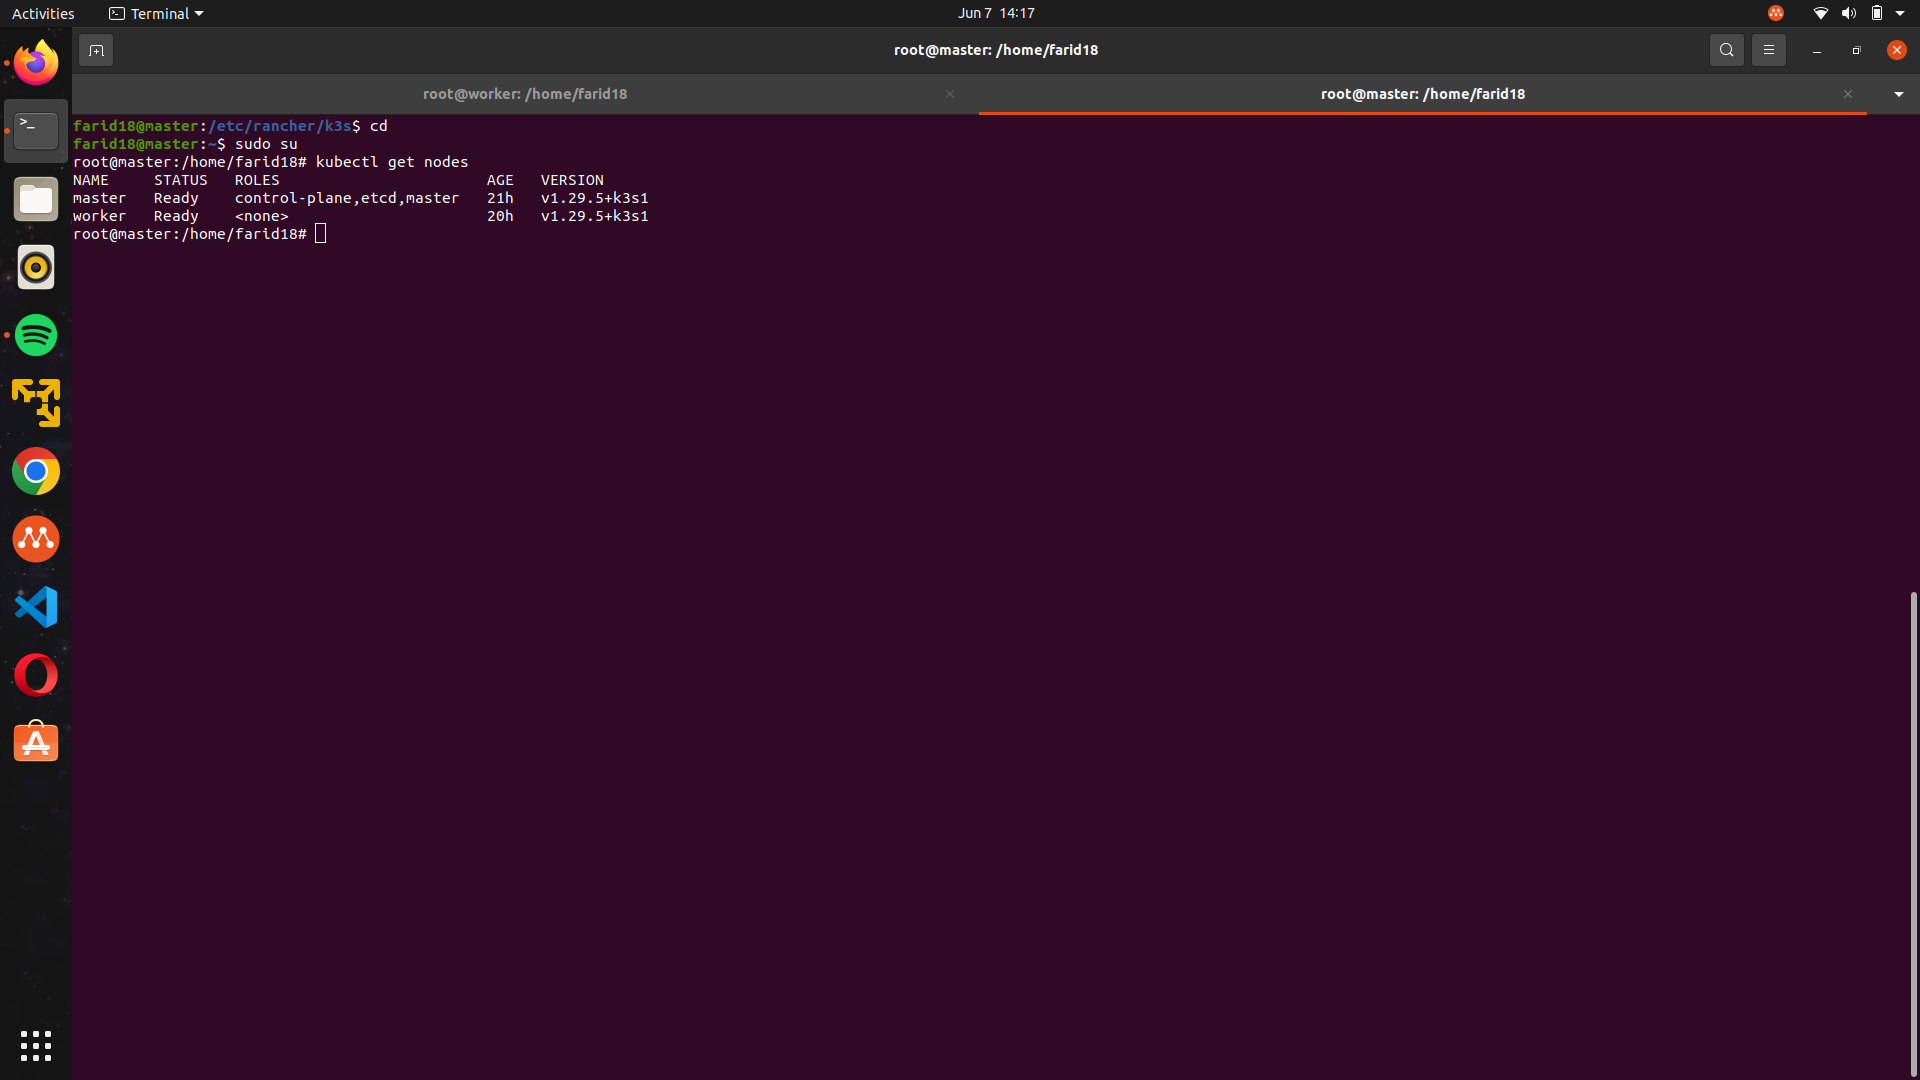 Activities
Terminal
Jun 7 14:17
root@master: /home/farid18
root@worker: /home/farid18
root@master: /home/farid18
farid18@master:/etc/rancher/k3s$ cd
farid18@master:~$ sudo su
root@master:/home/farid18# kubectl get nodes
NAME     STATUS   ROLES                       AGE   VERSION
master   Ready    control-plane,etcd,master   21h   v1.29.5+k3s1
worker   Ready    <none>                      20h   v1.29.5+k3s1
root@master:/home/farid18#